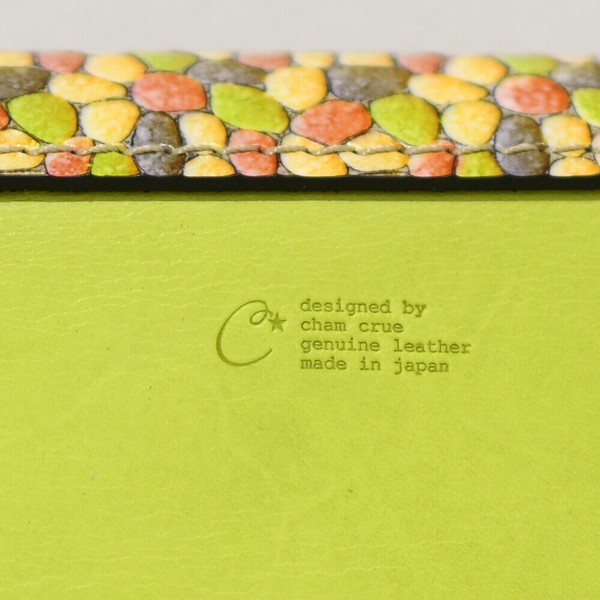 designed by
cham crue
genuine leather
made in japan